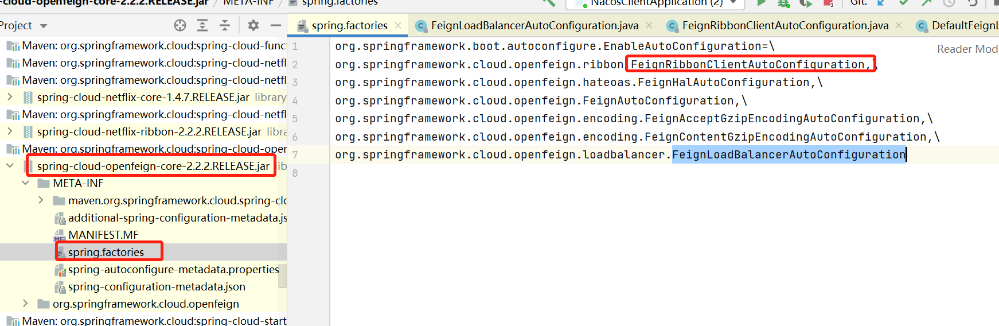 -cloud-openfeign-core-2.2.2.RELEASE.jar / META-INF / spring.factories
NacosClientApplication (2)
Git:
Project
spring.factories
FeignLoadBalancerAutoConfiguration.java
FeignRibbonClientAutoConfiguration.java
DefaultFeignL
Reader Mod
Maven: org.springframework.cloud:spring-cloud-func
Maven: org.springframework.cloud:spring-cloud-netfl
Maven: org.springframework.cloud:spring-cloud-netfl
spring-cloud-netflix-core-1.4.7.RELEASE.jar library
Maven: org.springframework.cloud:spring-cloud-netfl
spring-cloud-netflix-ribbon-2.2.2.RELEASE.jar libra
Maven: org.springframework.cloud:spring-cloud-ope
spring-cloud-openfeign-core-2.2.2.RELEASE.jar lib
META-INF
maven.org.springframework.cloud.spring-clo
additional-spring-configuration-metadata.js
MANIFEST.MF
spring.factories
spring-autoconfigure-metadata.properties
spring-configuration-metadata.json
org.springframework.cloud.openfeign
Maven: org.springframework.cloud:spring-cloud-start
1 org.springframework.boot.autoconfigure.EnableAutoConfiguration=\
2 org.springframework.cloud.openfeign.ribbon.FeignRibbonClientAutoConfiguration,\
3 org.springframework.cloud.openfeign.hateoas.FeignHalAutoConfiguration,\
4 org.springframework.cloud.openfeign.FeignAutoConfiguration,\
5 org.springframework.cloud.openfeign.encoding.FeignAcceptGzipEncodingAutoConfiguration,\
6 org.springframework.cloud.openfeign.encoding.FeignContentGzipEncodingAutoConfiguration,\
7 org.springframework.cloud.openfeign.loadbalancer.FeignLoadBalancerAutoConfiguration
8